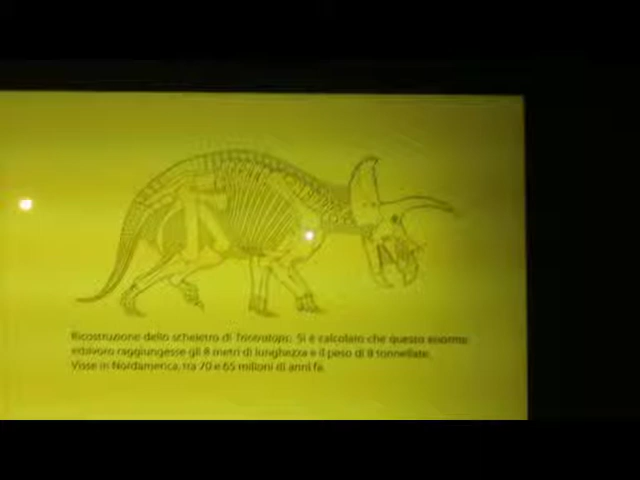 Ricostruzione dello scheletro di Triceratops. Si è calcolato che questo enorme
erbivoro raggiungesse gli 8 metri di lunghezza e il peso di 8 tonnellate.
Visse in Nordamerica, tra 70 e 65 milioni di anni fa.